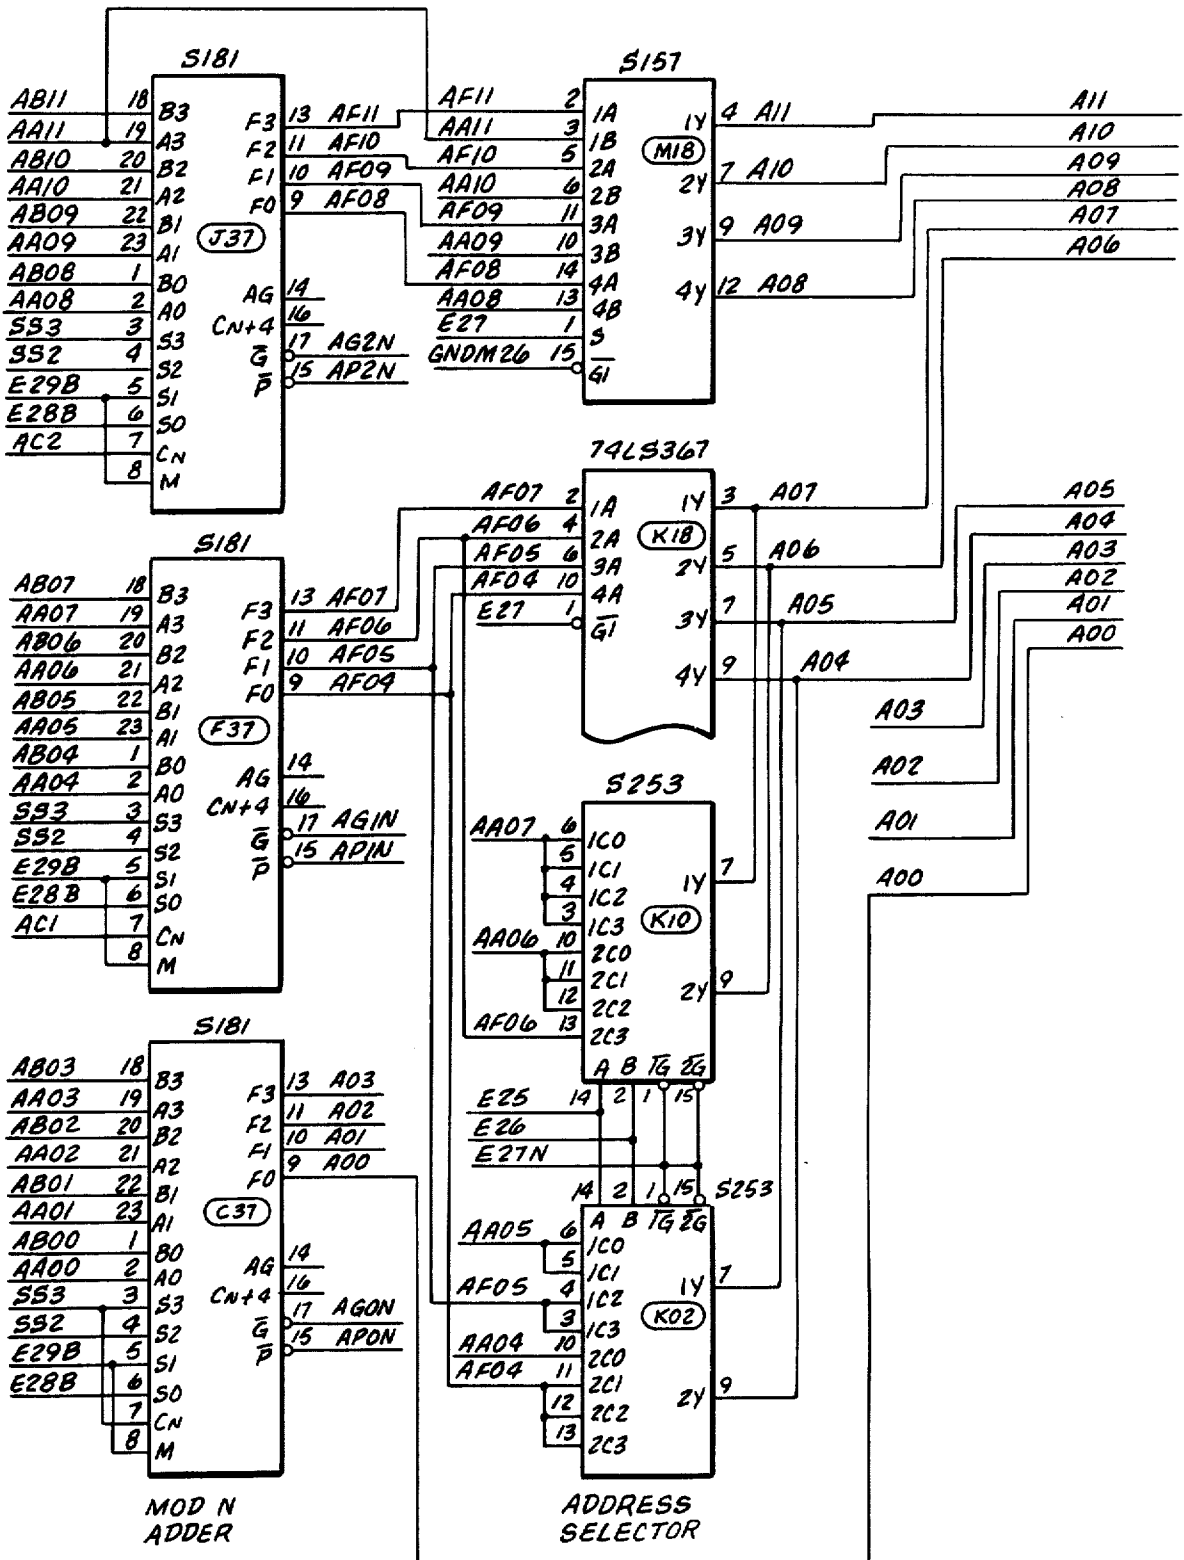 S181
AB11 18 B3
AA11 19 A3
AB10 20 B2
AA10 21 A2
AB09 22 B1
AA09 23 A1
AB08 1 B0
AA08 2 A0
SS3 3 S3
SS2 4 S2
E29B 5 S1
E28B 6 S0
AC2 7 CN
8 M
J37
F3 13 AF11
F2 11 AF10
F1 10 AF09
F0 9 AF08
AG 14
CN+4 16
G 17 AG2N
P 15 AP2N
S157
AF11 2 1A
AA11 3 1B
AF10 5 2A
AA10 6 2B
AF09 11 3A
AA09 10 3B
AF08 14 4A
AA08 13 4B
E27 1 S
GNDM26 15 G1
M18
1Y 4 A11
2Y 7 A10
3Y 9 A09
4Y 12 A08
A11
A10
A09
A08
A07
A06
S181
AB07 18 B3
AA07 19 A3
AB06 20 B2
AA06 21 A2
AB05 22 B1
AA05 23 A1
AB04 1 B0
AA04 2 A0
SS3 3 S3
SS2 4 S2
E29B 5 S1
E28B 6 S0
AC1 7 CN
8 M
F37
F3 13 AF07
F2 11 AF06
F1 10 AF05
F0 9 AF04
AG 14
CN+4 16
G 17 AG1N
P 15 AP1N
74LS367
AF07 2 1A
AF06 4 2A
AF05 6 3A
AF04 10 4A
E27 1 G1
K18
1Y 3 A07
2Y 5 A06
3Y 7 A05
4Y 9 A04
A05
A04
A03
A02
A01
A00
A03
A02
A01
A00
S253
AA07 6 1C0
5 1C1
4 1C2
3 1C3
AA06 10 2C0
11 2C1
12 2C2
AF06 13 2C3
K10
1Y 7
2Y 9
A B 1G 2G
E25 14 2 1 15
E26
E27N
S181
AB03 18 B3
AA03 19 A3
AB02 20 B2
AA02 21 A2
AB01 22 B1
AA01 23 A1
AB00 1 B0
AA00 2 A0
SS3 3 S3
SS2 4 S2
E29B 5 S1
E28B 6 S0
7 CN
8 M
C37
F3 13 A03
F2 11 A02
F1 10 A01
F0 9 A00
AG 14
CN+4 16
G 17 AG0N
P 15 AP0N
14 2 1 15 S253
A B 1G 2G
AA05 6 1C0
5 1C1
AF05 4 1C2
3 1C3
AA04 10 2C0
AF04 11 2C1
12 2C2
13 2C3
K02
1Y 7
2Y 9
MOD N
ADDER
ADDRESS
SELECTOR